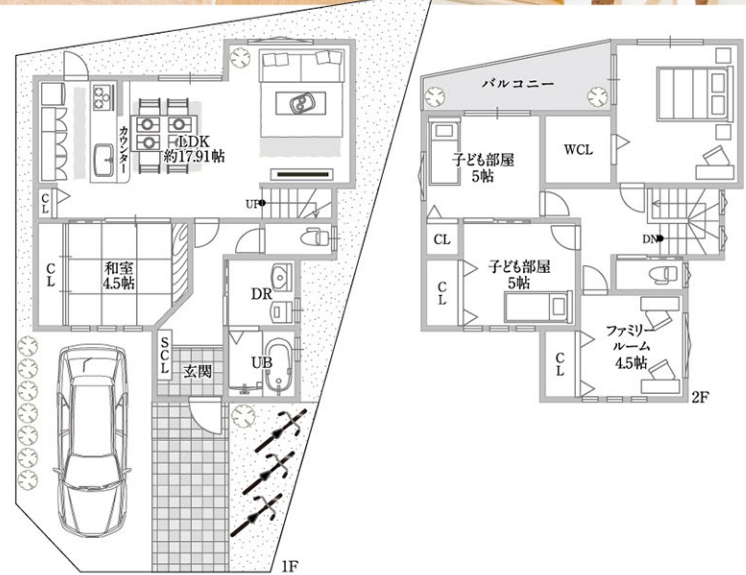 カウンター
LDK
約17.91帖
CL
UP
CL
和室
4.5帖
DR
SCL
玄関
UB
1F
バルコニー
子ども部屋
5帖
WCL
CL
DN
子ども部屋
5帖
CL
ファミリー
ルーム
4.5帖
CL
2F